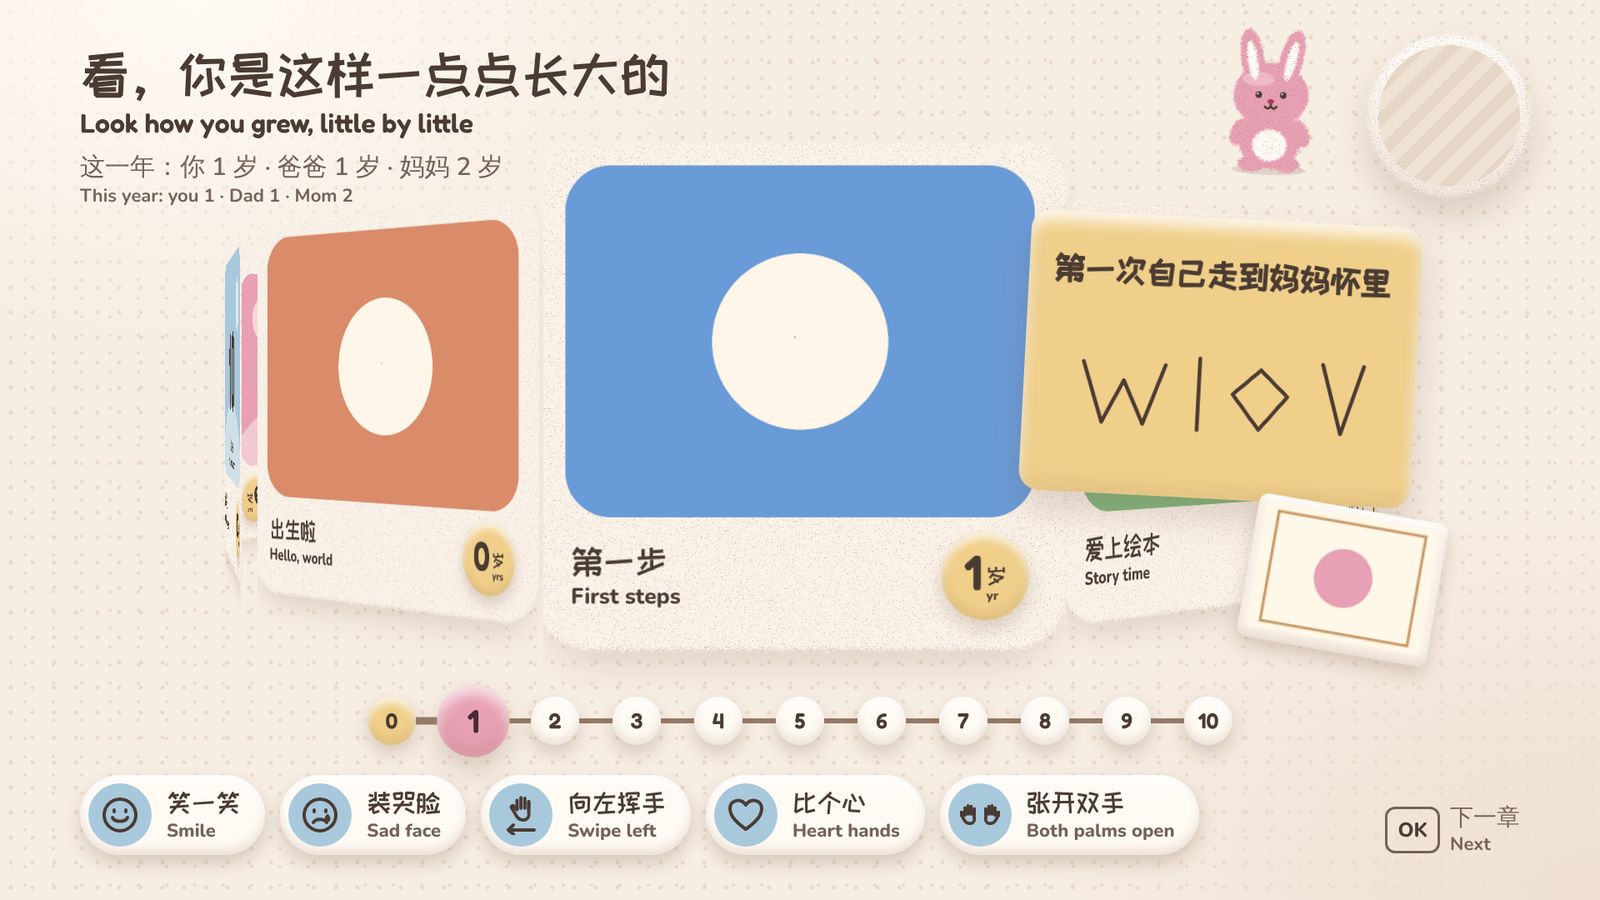 看，你是这样一点点长大的
Look how you grew, little by little
这一年：你 1 岁 · 爸爸 1 岁 · 妈妈 2 岁
This year: you 1 · Dad 1 · Mom 2
出生啦
Hello, world
0 岁
yrs
第一步
First steps
1 岁
yr
第一次自己走到妈妈怀里
爱上绘本
Story time
0 1 2 3 4 5 6 7 8 9 10
笑一笑
Smile
装哭脸
Sad face
向左挥手
Swipe left
比个心
Heart hands
张开双手
Both palms open
OK
下一章
Next